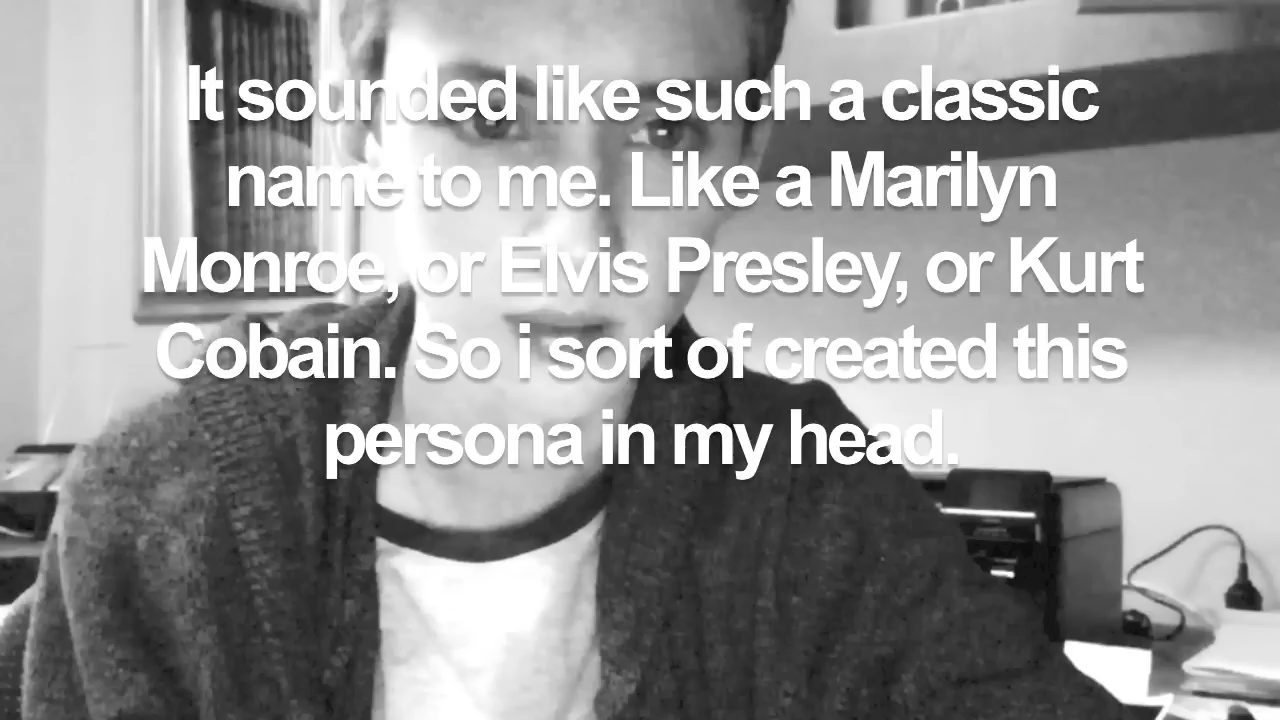 It sounded like such a classic
name to me. Like a Marilyn
Monroe, or Elvis Presley, or Kurt
Cobain. So i sort of created this
persona in my head.